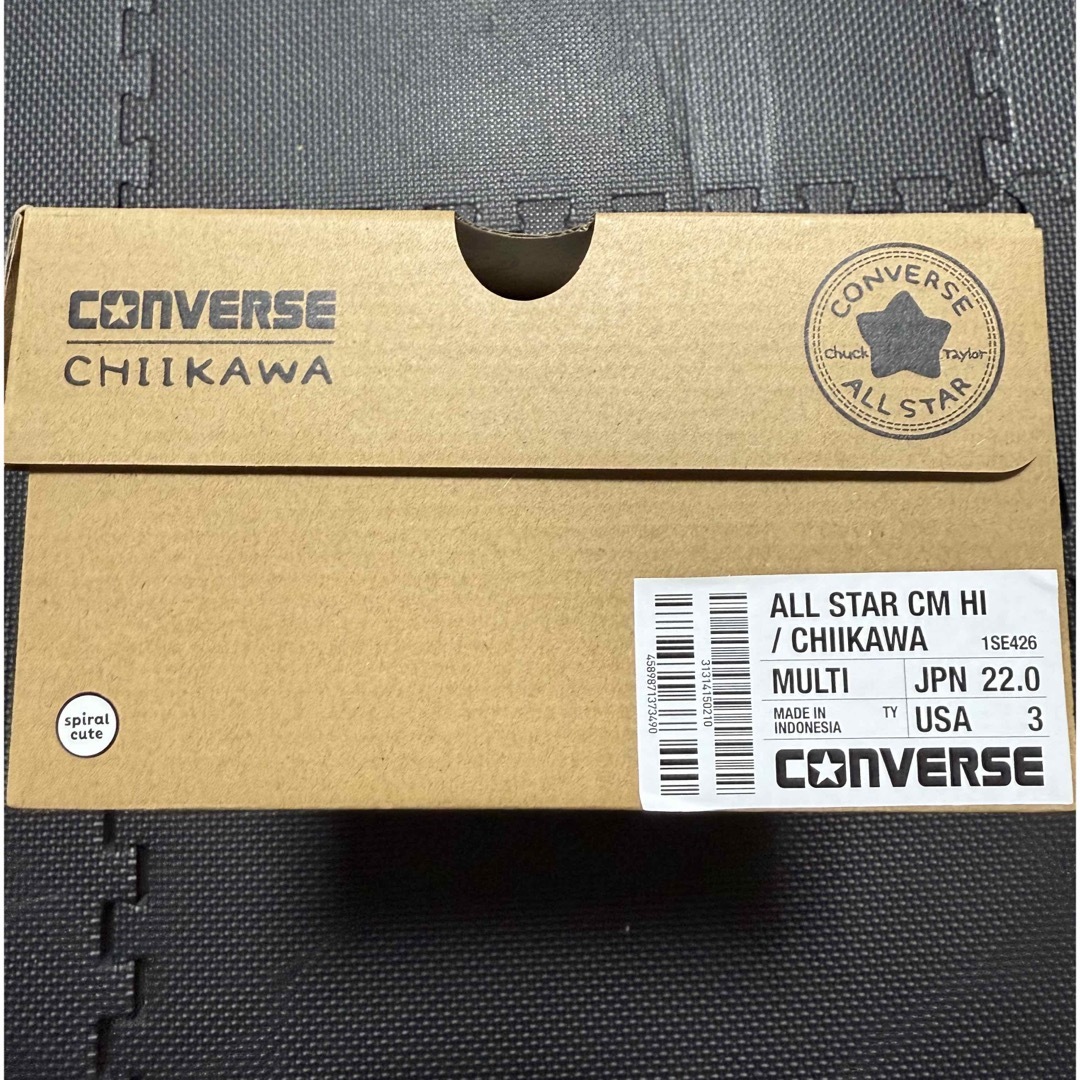 CONVERSE
CHIIKAWA
CONVERSE
Chuck Taylor
ALL STAR
spiral
cute
4589871373490
31314150210
ALL STAR CM HI
/ CHIIKAWA 1SE426
MULTI JPN 22.0
MADE IN
INDONESIA TY USA 3
CONVERSE